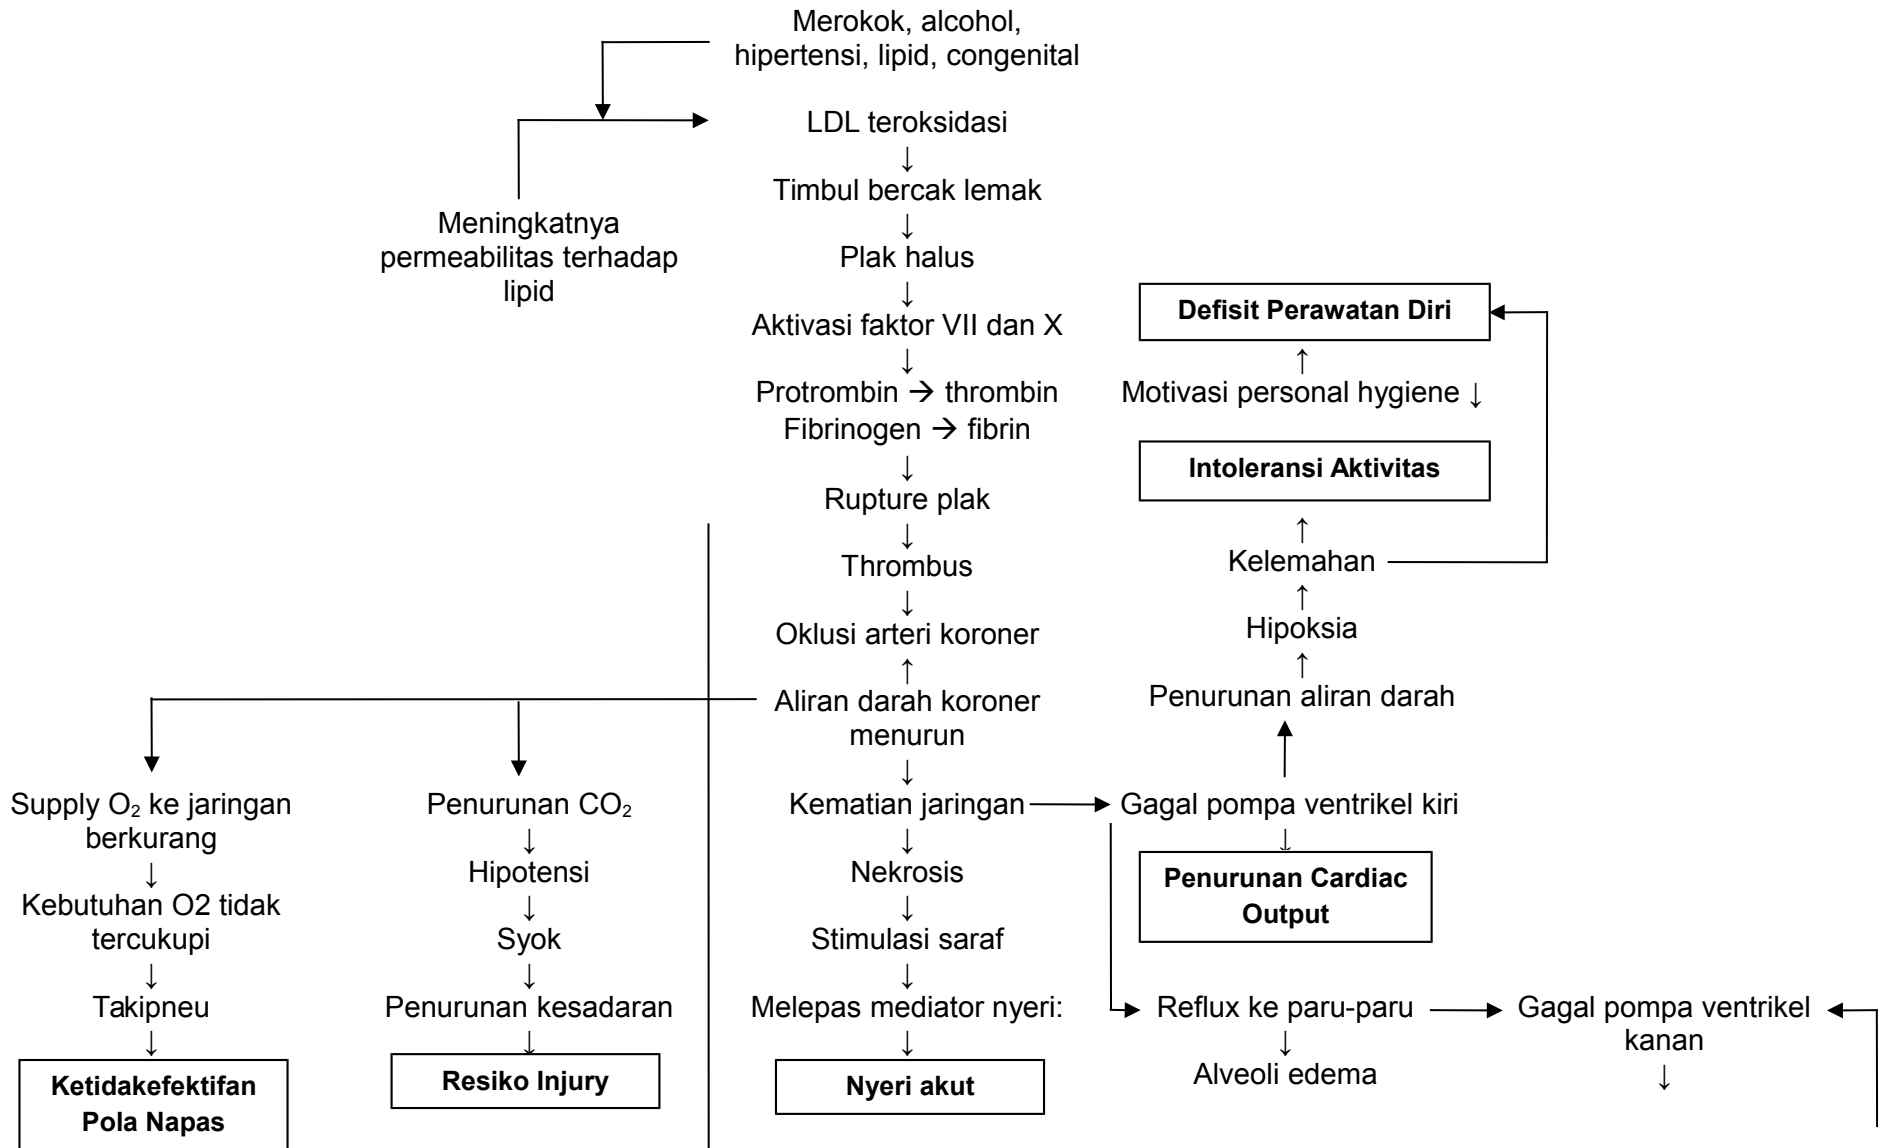 Merokok, alcohol,
hipertensi, lipid, congenital
LDL teroksidasi
↓
Timbul bercak lemak
↓
Meningkatnya
permeabilitas terhadap
lipid
Plak halus
↓
Aktivasi faktor VII dan X
↓
Protrombin → thrombin
Fibrinogen → fibrin
↓
Rupture plak
↓
Thrombus
↓
Oklusi arteri koroner
↑
Aliran darah koroner
menurun
↓
Defisit Perawatan Diri
↑
Motivasi personal hygiene ↓
Intoleransi Aktivitas
↑
Kelemahan
↑
Hipoksia
↑
Penurunan aliran darah
Supply O₂ ke jaringan
berkurang
↓
Kebutuhan O2 tidak
tercukupi
↓
Takipneu
↓
Ketidakefektifan
Pola Napas
Penurunan CO₂
↓
Hipotensi
↓
Syok
↓
Penurunan kesadaran
↓
Resiko Injury
Kematian jaringan
↓
Nekrosis
↓
Stimulasi saraf
↓
Melepas mediator nyeri:
↓
Nyeri akut
Gagal pompa ventrikel kiri
↓
Penurunan Cardiac
Output
Reflux ke paru-paru
↓
Alveoli edema
Gagal pompa ventrikel
kanan
↓